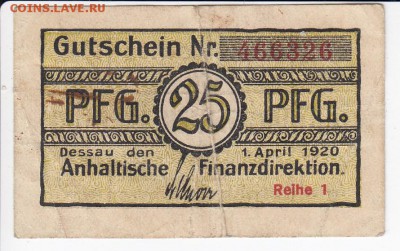 COINS.LAVE.RU
Gutschein Nr. 466326
PFG. 25 PFG.
Dessau den 1. April 1920
Anhaltische Finanzdirektion.
Reihe 1